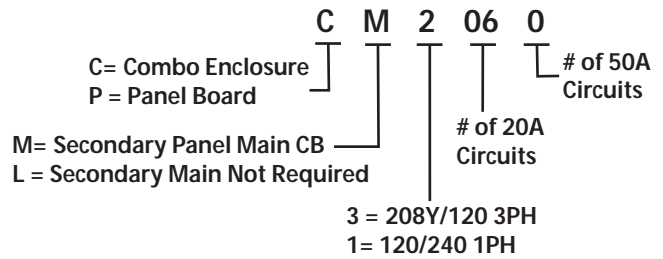 C M 2 06 0
C= Combo Enclosure
P = Panel Board
# of 50A
Circuits
M= Secondary Panel Main CB
L = Secondary Main Not Required
# of 20A
Circuits
3 = 208Y/120 3PH
1= 120/240 1PH